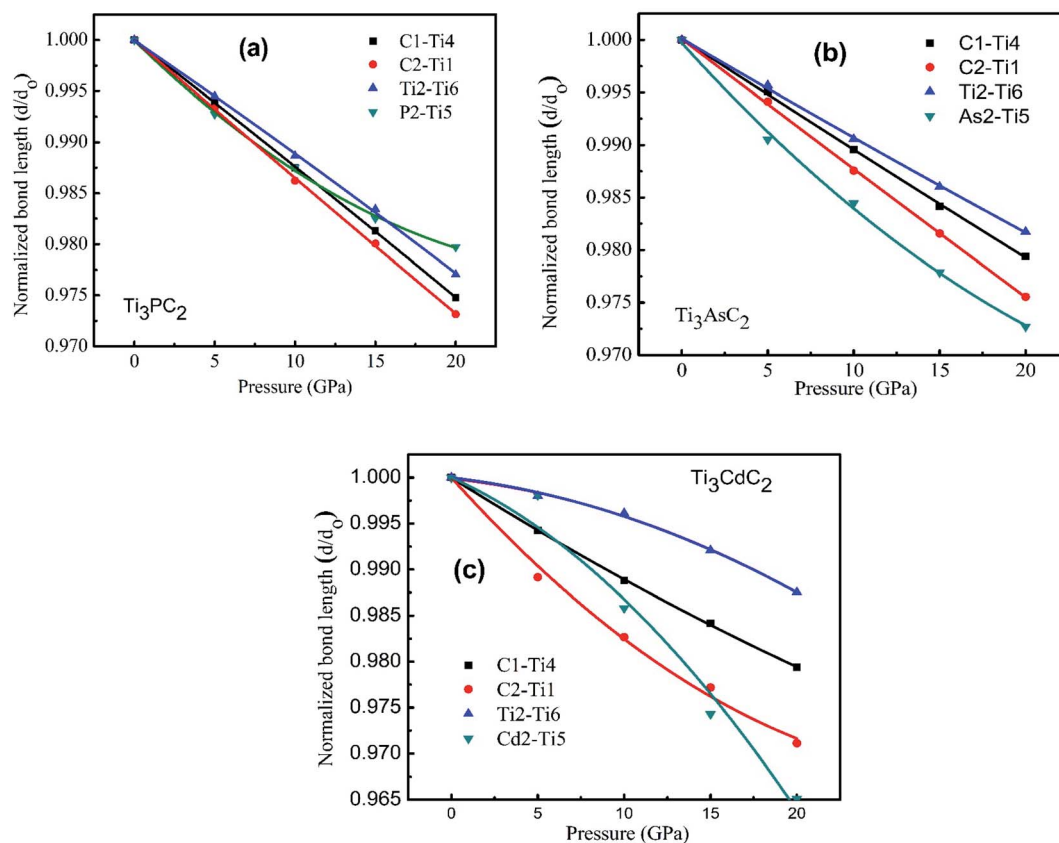 (a)
C1-Ti4
C2-Ti1
Ti2-Ti6
P2-Ti5
Ti₃PC₂
Normalized bond length (d/dₒ)
1.000
0.995
0.990
0.985
0.980
0.975
0.970
0 5 10 15 20
Pressure (GPa)
(b)
C1-Ti4
C2-Ti1
Ti2-Ti6
As2-Ti5
Ti₃AsC₂
Normalized bond length (d/dₒ)
1.000
0.995
0.990
0.985
0.980
0.975
0.970
0 5 10 15 20
Pressure (GPa)
Ti₃CdC₂
(c)
C1-Ti4
C2-Ti1
Ti2-Ti6
Cd2-Ti5
Normalized bond length (d/dₒ)
1.000
0.995
0.990
0.985
0.980
0.975
0.970
0.965
0 5 10 15 20
Pressure (GPa)